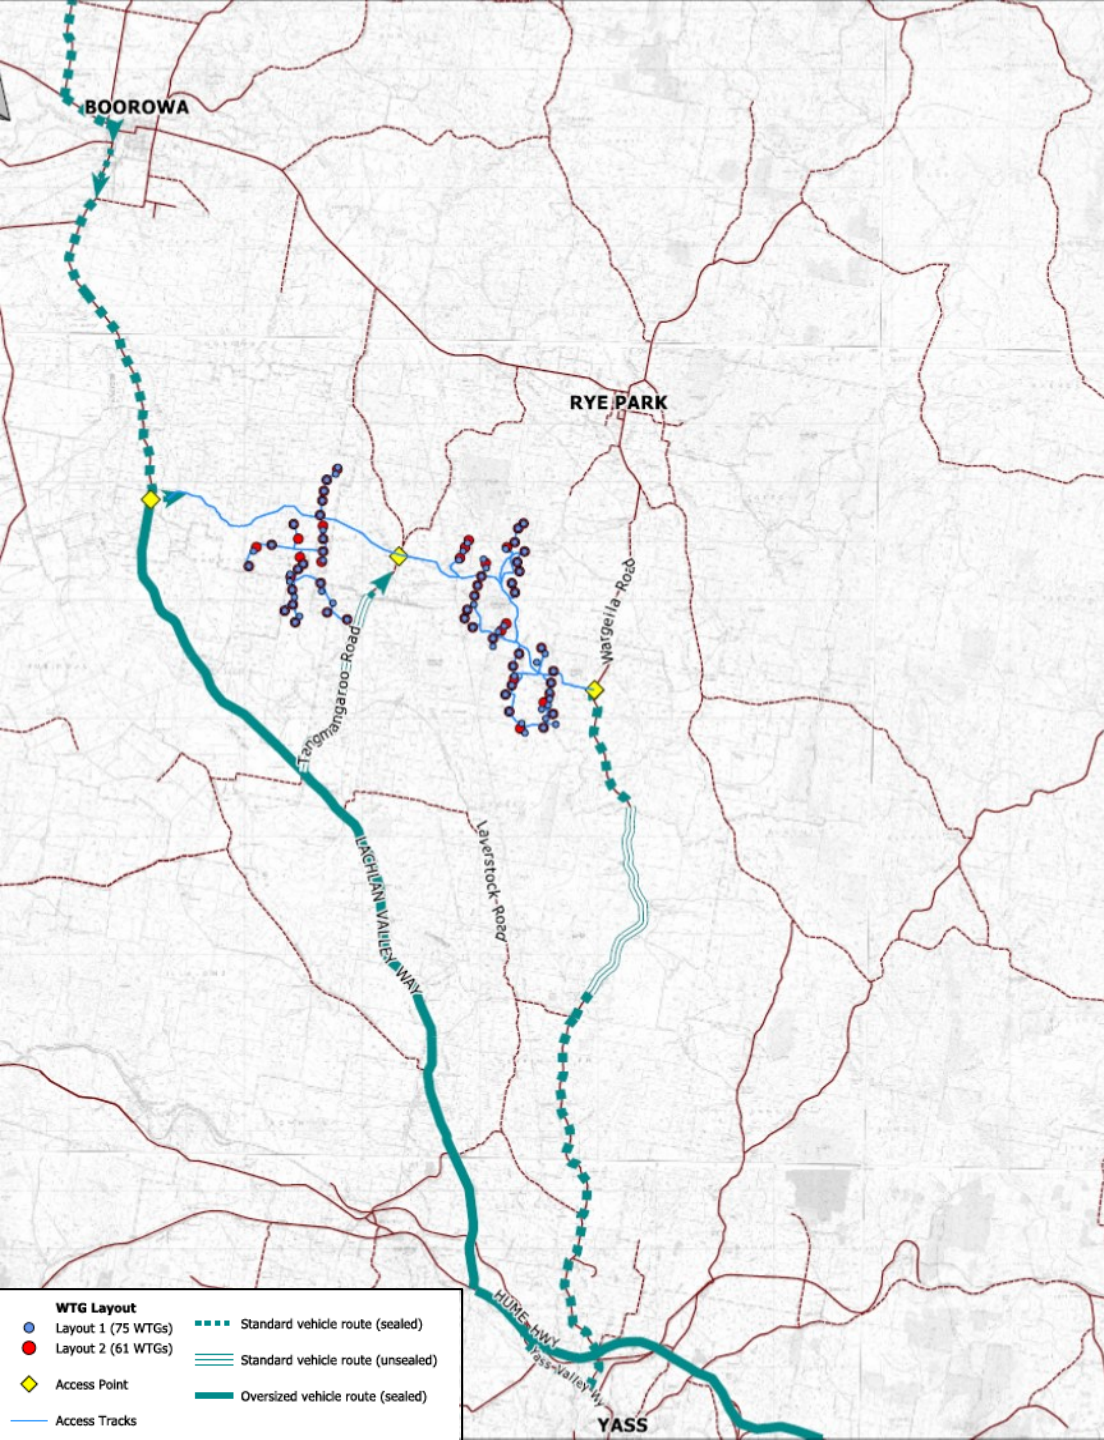 BOOROWA
RYE PARK
Wargeila-Road
Tangmangaroo Road
Laverstock-Road
LACHLAN VALLEY WAY
HUME HWY
Yass-Valley Wy
YASS
WTG Layout
Layout 1 (75 WTGs)
Layout 2 (61 WTGs)
Access Point
Access Tracks
Standard vehicle route (sealed)
Standard vehicle route (unsealed)
Oversized vehicle route (sealed)